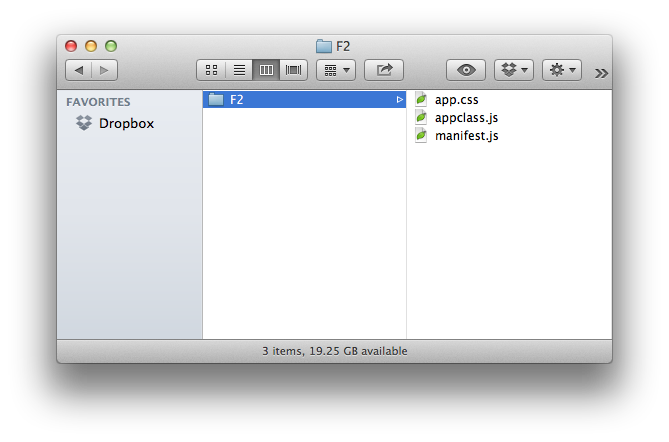 F2
FAVORITES
Dropbox
F2
app.css
appclass.js
manifest.js
3 items, 19.25 GB available